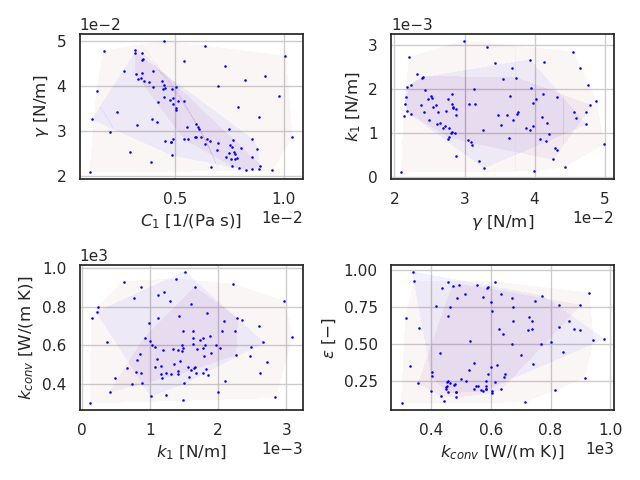 1e−2
1e−3
5
4
3
2
γ [N/m]
0.5
1.0
1e−2
C1 [1/(Pa s)]
3
2
1
0
k1 [N/m]
2
3
4
5
1e−2
γ [N/m]
1e3
1.0
0.8
0.6
0.4
kconv [W/(m K)]
0
1
2
3
1e−3
k1 [N/m]
1.00
0.75
0.50
0.25
ε [−]
0.4
0.6
0.8
1.0
1e3
kconv [W/(m K)]